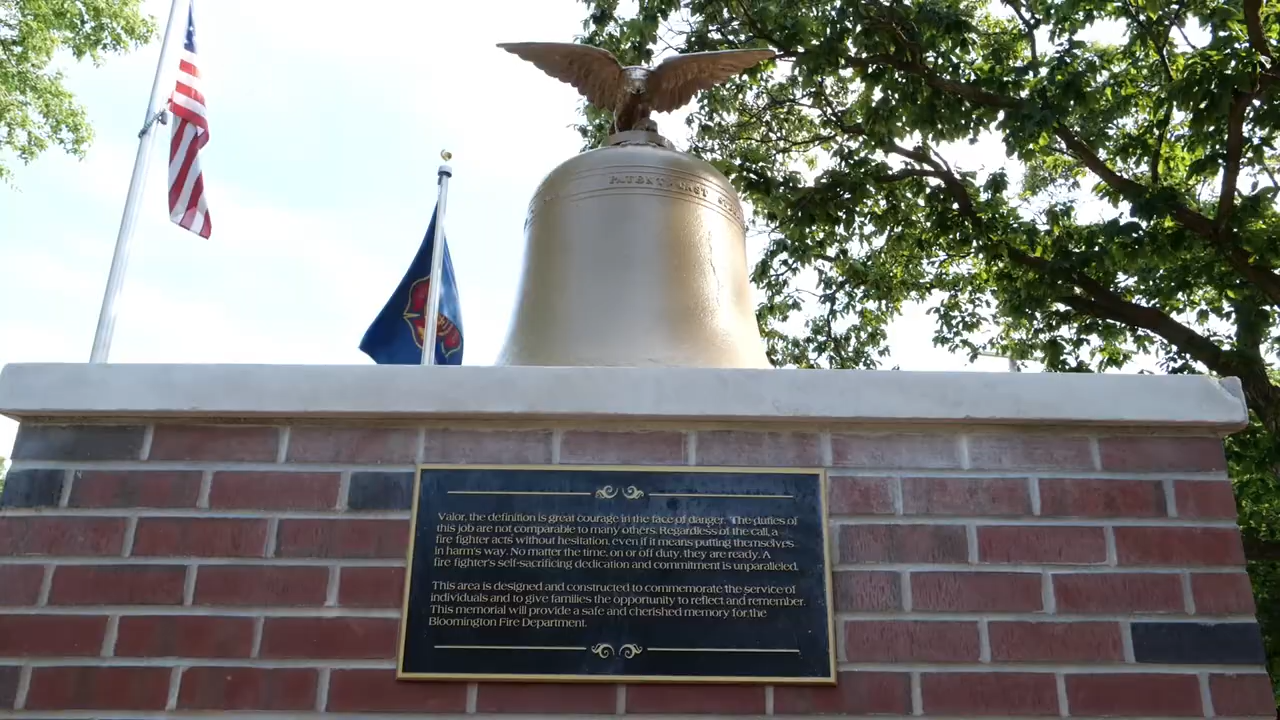 PATENT CAST
Valor, the definition is great courage in the face of danger. The duties of
this job are not comparable to many others. Regardless of the call, a
fire fighter acts without hesitation, even if it means putting themselves
in harm's way. No matter the time, on or off duty, they are ready. A
fire fighter's self-sacrificing dedication and commitment is unparalleled.
This area is designed and constructed to commemorate the service of
individuals and to give families the opportunity to reflect and remember.
This memorial will provide a safe and cherished memory for the
Bloomington Fire Department.